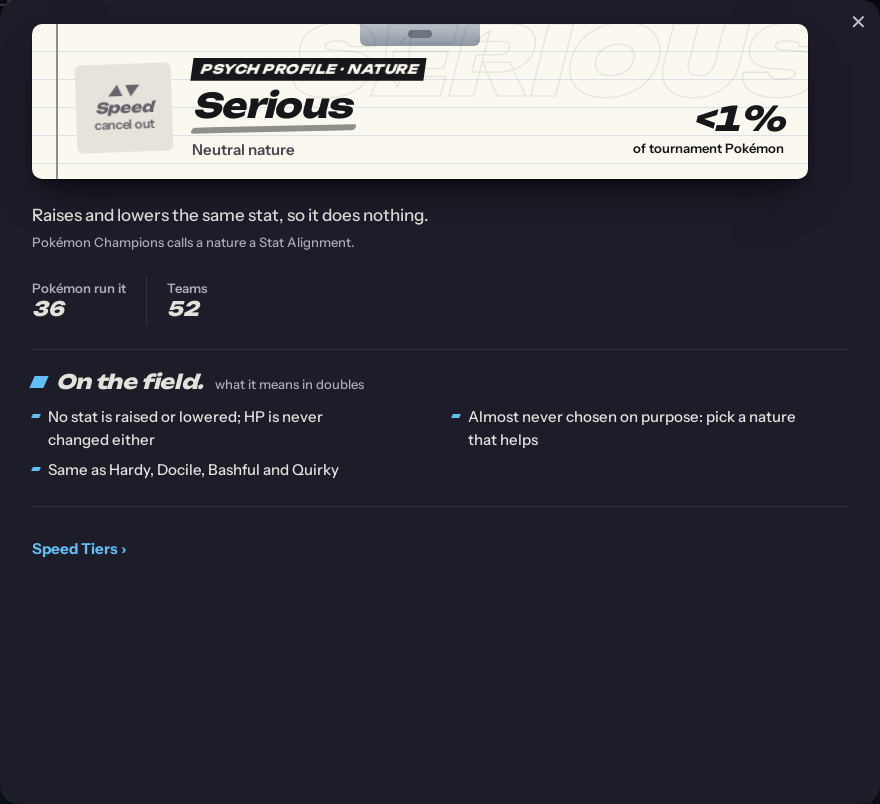 SERIOUS
PSYCH PROFILE · NATURE
▲▼
Speed
cancel out
Serious
Neutral nature
<1%
of tournament Pokémon
Raises and lowers the same stat, so it does nothing.
Pokémon Champions calls a nature a Stat Alignment.
Pokémon run it
36
Teams
52
On the field. what it means in doubles
No stat is raised or lowered; HP is never
changed either
Same as Hardy, Docile, Bashful and Quirky
Almost never chosen on purpose: pick a nature
that helps
Speed Tiers ›